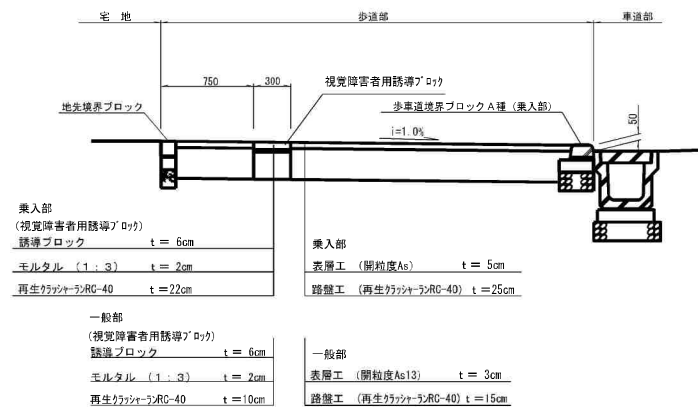 宅 地 歩道部 車道部
750 300 視覚障害者用誘導ブロック
地先境界ブロック 歩車道境界ブロックA種（乗入部）
i=1.0% 50
乗入部
(視覚障害者用誘導ブロック)
誘導ブロック t = 6cm
モルタル (1 : 3) t = 2cm
再生クラッシャーランRC-40 t =22cm
乗入部
表層工 (開粒度As) t = 5cm
路盤工 (再生クラッシャーランRC-40) t =25cm
一般部
(視覚障害者用誘導ブロック)
誘導ブロック t = 6cm
モルタル (1 : 3) t = 2cm
再生クラッシャーランRC-40 t =10cm
一般部
表層工 (開粒度As13) t = 3cm
路盤工 (再生クラッシャーランRC-40) t =15cm